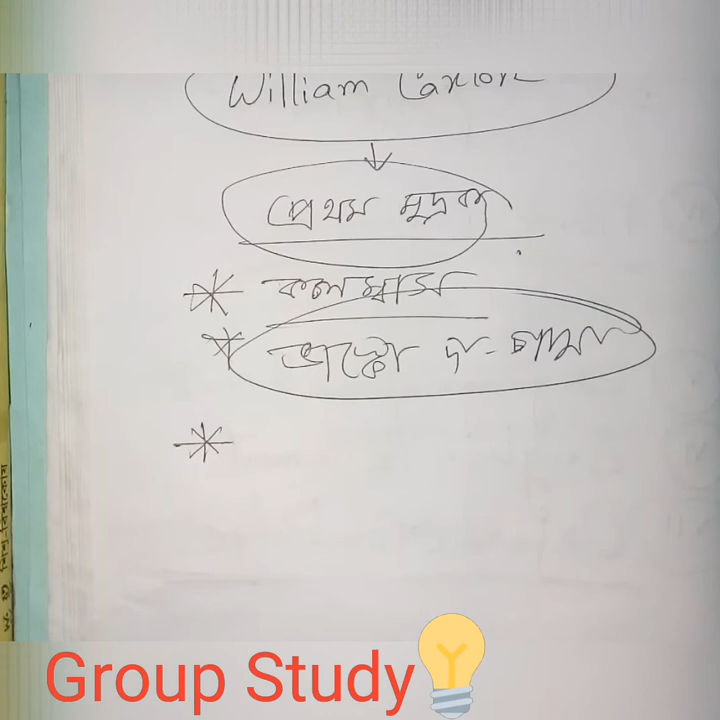 William Caxton
প্রথম মুদ্রক
* কলম্বাস
* ভাস্কো দা-গামা
*
Group Study